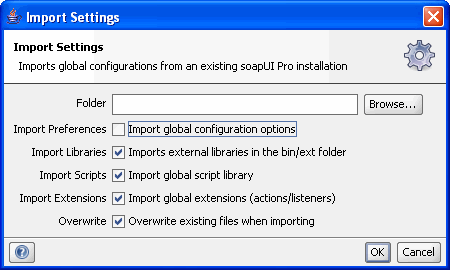 Import Settings
Import Settings
Imports global configurations from an existing soapUI Pro installation
Folder Browse...
Import Preferences Import global configuration options
Import Libraries Imports external libraries in the bin/ext folder
Import Scripts Import global script library
Import Extensions Import global extensions (actions/listeners)
Overwrite Overwrite existing files when importing
? OK Cancel